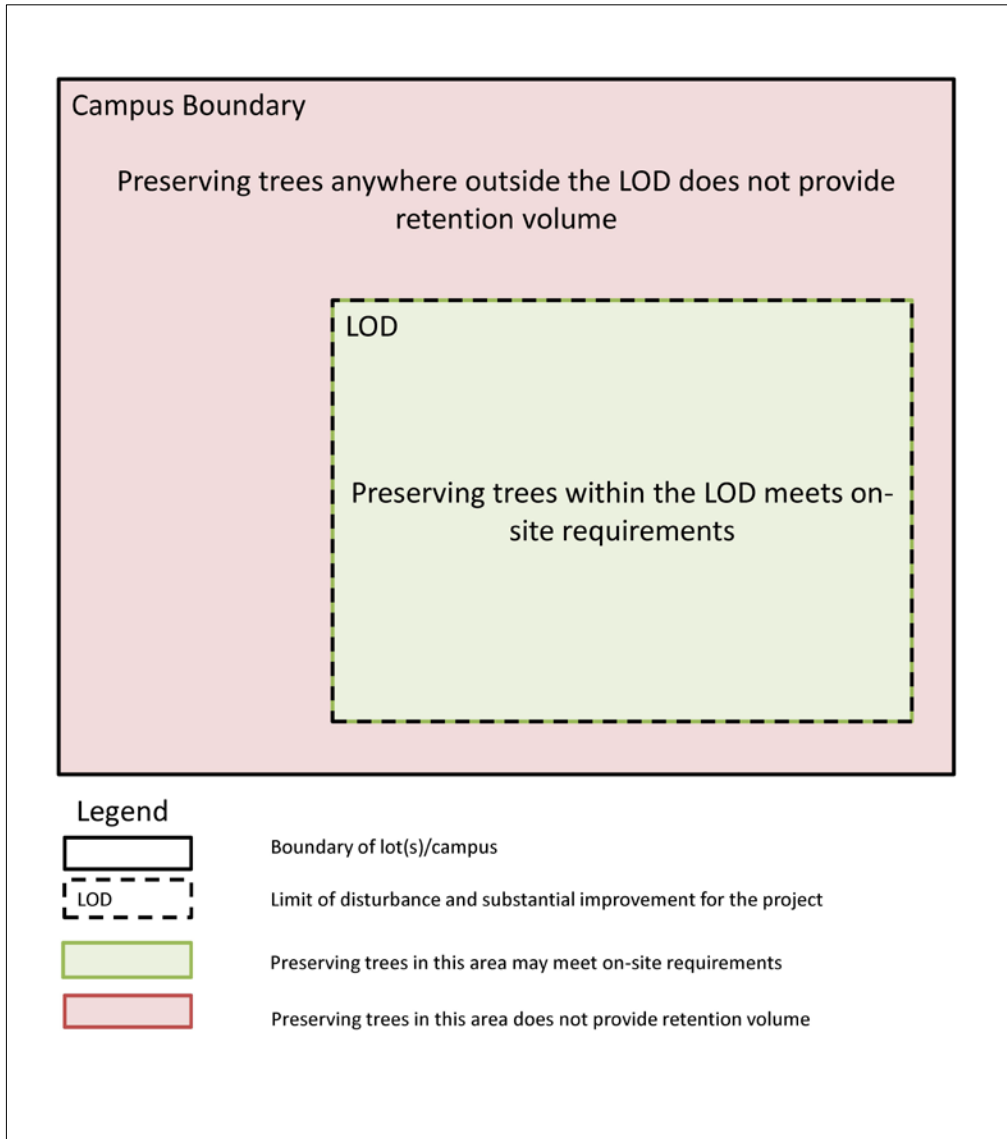 Campus Boundary
Preserving trees anywhere outside the LOD does not provide
retention volume
LOD
Preserving trees within the LOD meets on-
site requirements
Legend
Boundary of lot(s)/campus
LOD
Limit of disturbance and substantial improvement for the project
Preserving trees in this area may meet on-site requirements
Preserving trees in this area does not provide retention volume